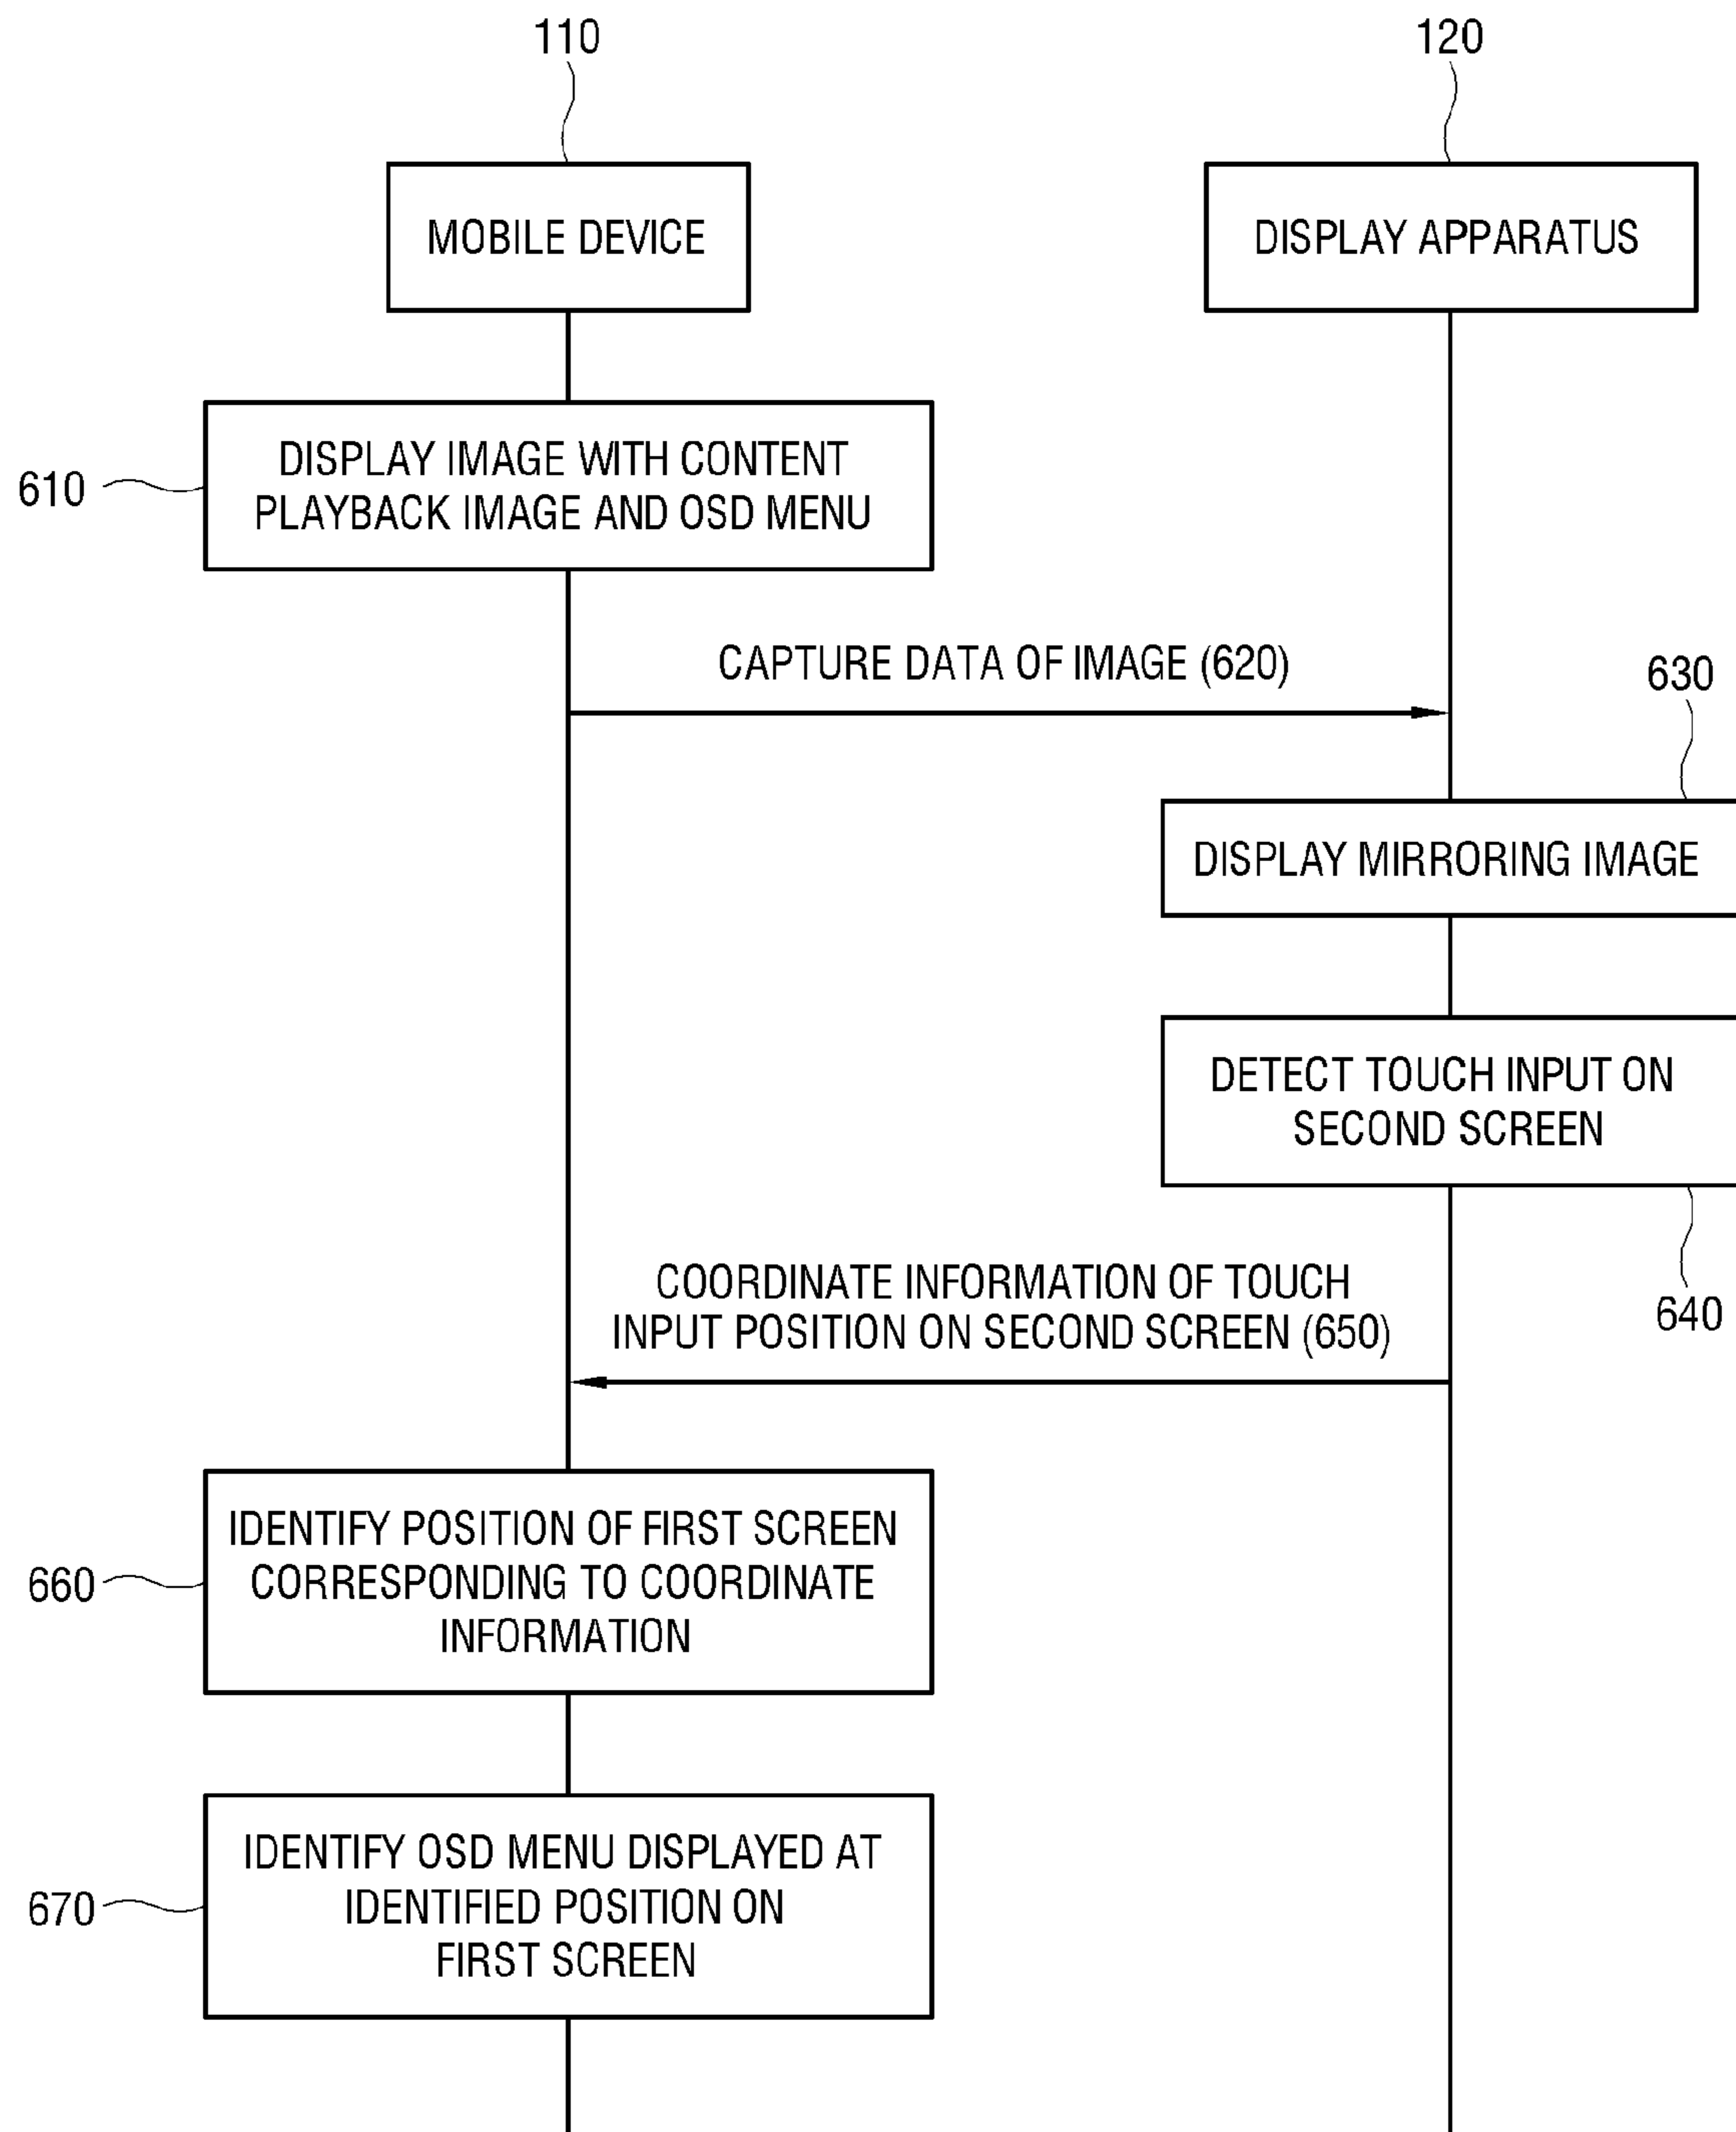 110
120
MOBILE DEVICE
DISPLAY APPARATUS
610
DISPLAY IMAGE WITH CONTENT
PLAYBACK IMAGE AND OSD MENU
CAPTURE DATA OF IMAGE (620)
630
DISPLAY MIRRORING IMAGE
DETECT TOUCH INPUT ON
SECOND SCREEN
640
COORDINATE INFORMATION OF TOUCH
INPUT POSITION ON SECOND SCREEN (650)
660
IDENTIFY POSITION OF FIRST SCREEN
CORRESPONDING TO COORDINATE
INFORMATION
670
IDENTIFY OSD MENU DISPLAYED AT
IDENTIFIED POSITION ON
FIRST SCREEN